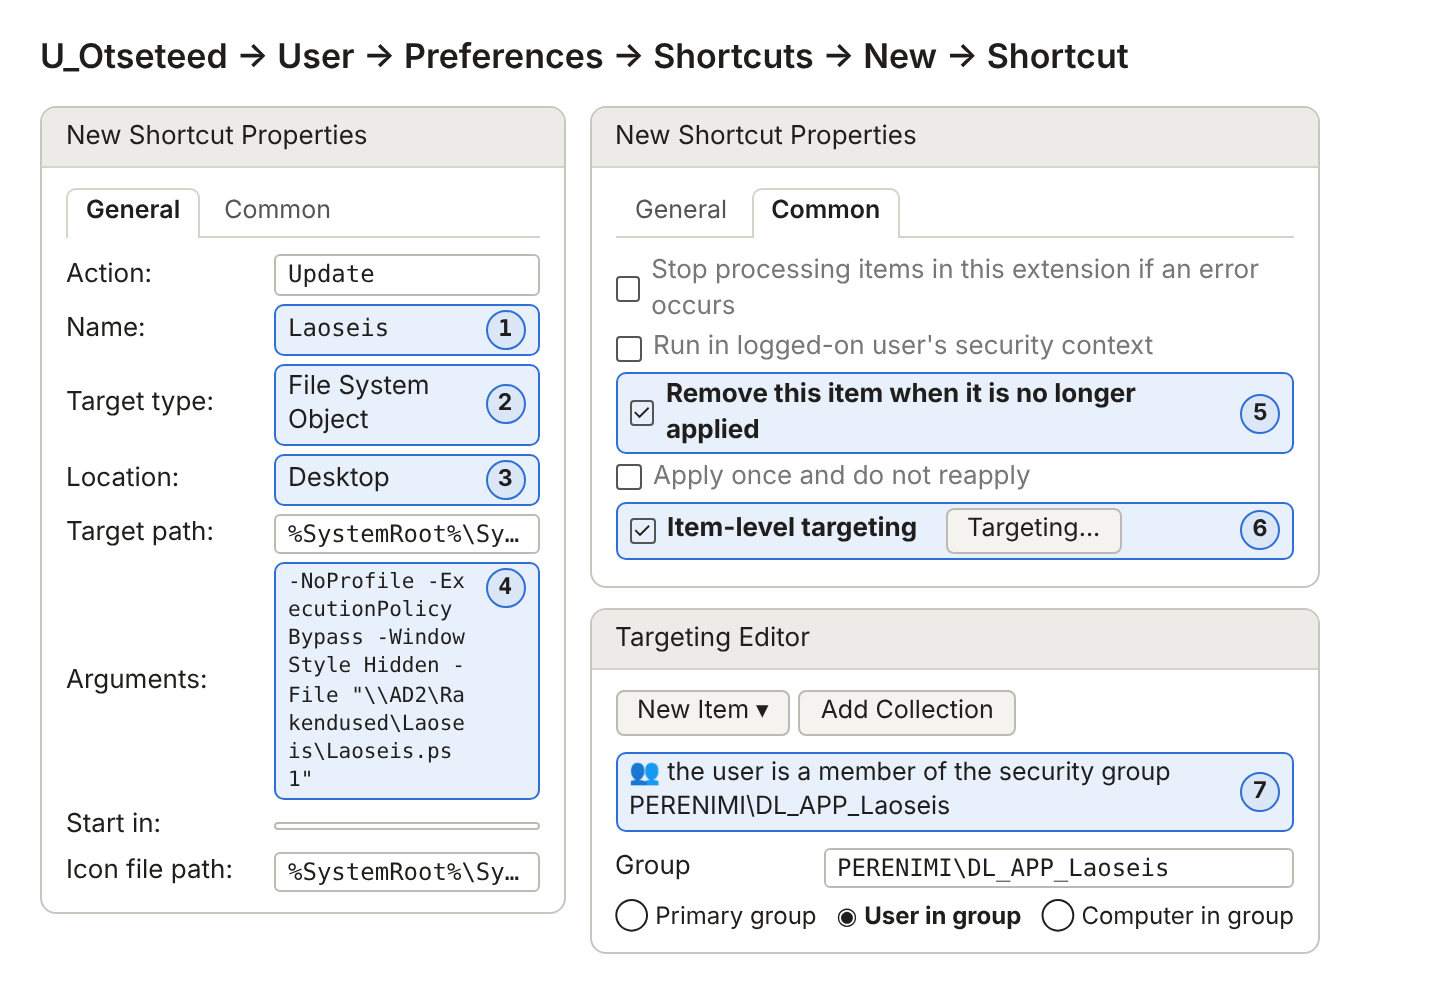 U_Otseteed → User → Preferences → Shortcuts → New → Shortcut
New Shortcut Properties
General Common
Action: Update
Name: Laoseis 1
Target type: File System
Object 2
Location: Desktop 3
Target path: %SystemRoot%\Sy…
Arguments: -NoProfile -Ex 4
ecutionPolicy
Bypass -Window
Style Hidden -
File "\\AD2\Ra
kendused\Laose
is\Laoseis.ps
1"
Start in:
Icon file path: %SystemRoot%\Sy…
New Shortcut Properties
General Common
Stop processing items in this extension if an error
occurs
Run in logged-on user's security context
Remove this item when it is no longer
applied 5
Apply once and do not reapply
Item-level targeting Targeting... 6
Targeting Editor
New Item ▾ Add Collection
👥 the user is a member of the security group
PERENIMI\DL_APP_Laoseis 7
Group PERENIMI\DL_APP_Laoseis
Primary group User in group Computer in group